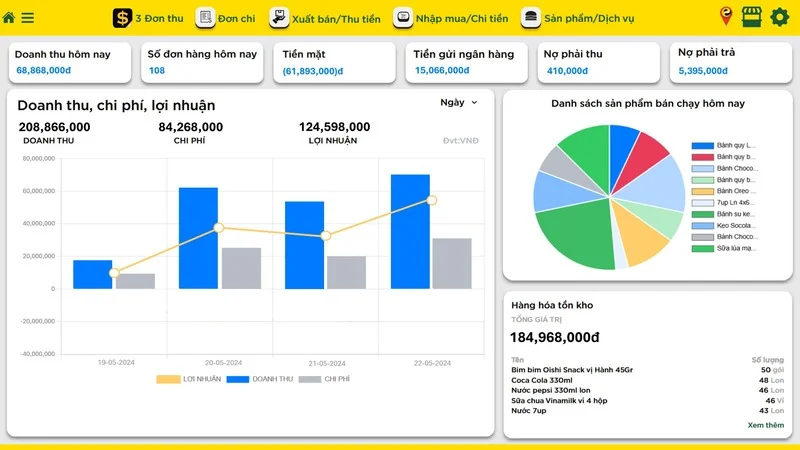 3 Đơn thu
Đơn chi
Xuất bán/Thu tiền
Nhập mua/Chi tiền
Sản phẩm/Dịch vụ
Doanh thu hôm nay
68,868,000đ
Số đơn hàng hôm nay
108
Tiền mặt
(61,893,000)đ
Tiền gửi ngân hàng
15,066,000đ
Nợ phải thu
410,000đ
Nợ phải trả
5,395,000đ
Doanh thu, chi phí, lợi nhuận
Ngày
208,866,000
DOANH THU
84,268,000
CHI PHÍ
124,598,000
LỢI NHUẬN
Đvt:VNĐ
80,000,000
60,000,000
40,000,000
20,000,000
0
-20,000,000
-40,000,000
19-05-2024
20-05-2024
21-05-2024
22-05-2024
LỢI NHUẬN
DOANH THU
CHI PHÍ
Danh sách sản phẩm bán chạy hôm nay
Bánh quy L...
Bánh quy b...
Bánh Choco...
Bánh quy b...
Bánh Oreo ...
7up Ln 4x6...
Bánh su ke...
Kẹo Socola...
Bánh Choco...
Sữa lúa mạ...
Hàng hóa tồn kho
TỔNG GIÁ TRỊ
184,968,000đ
Tên Số lượng
Bim bim Oishi Snack vị Hành 45Gr 50 gói
Coca Cola 330ml 48 Lon
Nước pepsi 330ml lon 46 Lon
Sữa chua Vinamilk vi 4 hộp 46 Vi
Nước 7up 43 Lon
Xem thêm